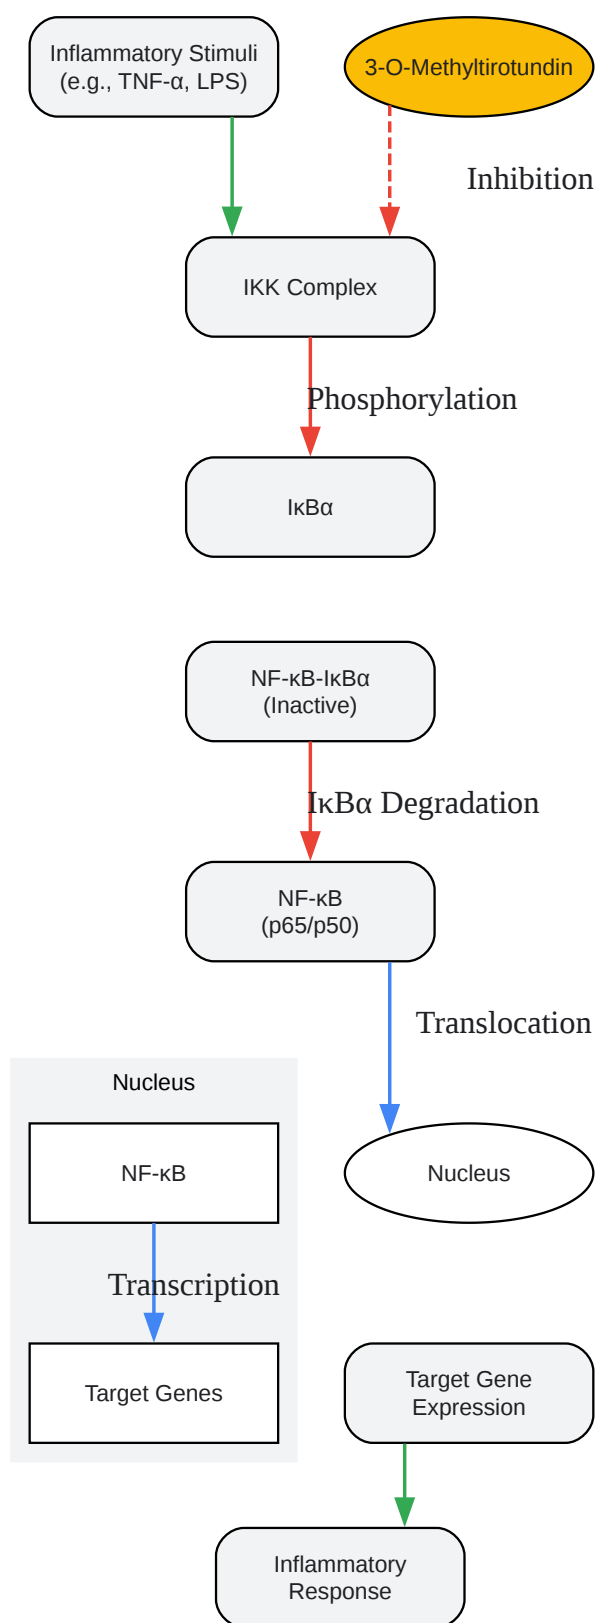 Inflammatory Stimuli
(e.g., TNF-α, LPS)
3-O-Methyltirotundin
Inhibition
IKK Complex
Phosphorylation
IκBα
NF-κB-IκBα
(Inactive)
IκBα Degradation
NF-κB
(p65/p50)
Translocation
Nucleus
NF-κB
Nucleus
Transcription
Target Genes
Target Gene
Expression
Inflammatory
Response